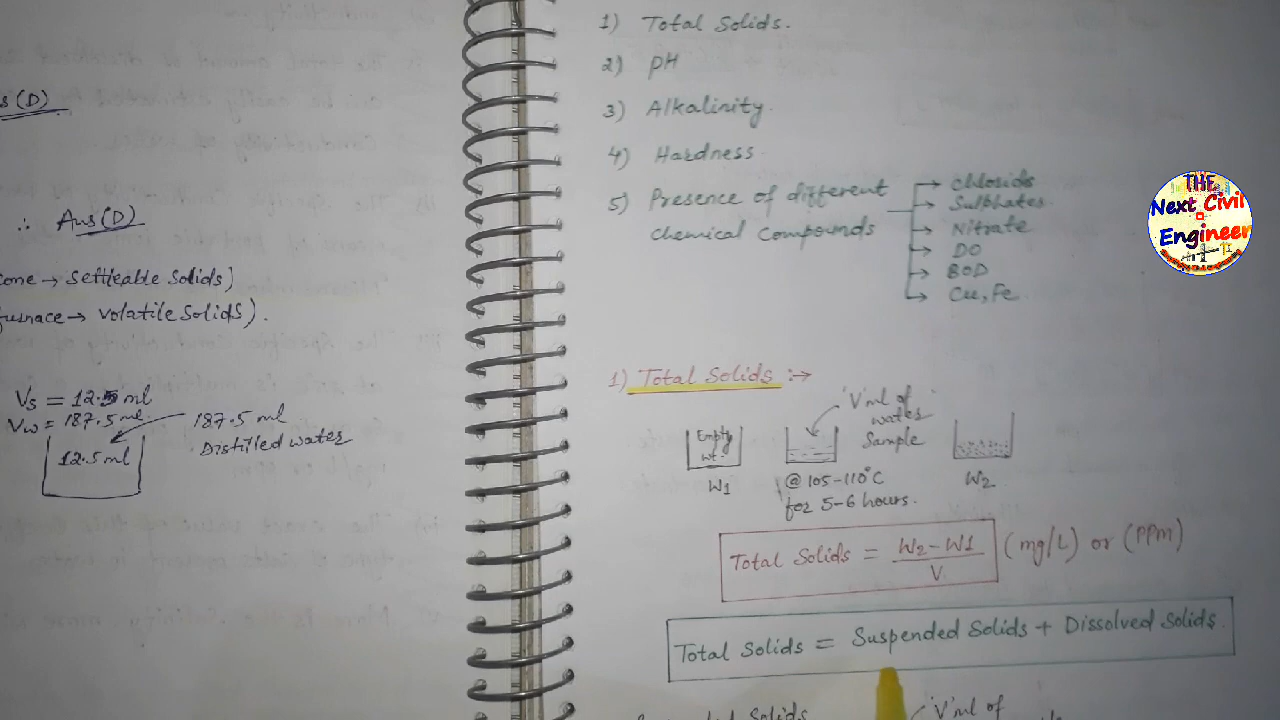 s (D)
∴ Ans(D)
cone → settleable solids)
furnace → volatile solids).
Vs = 12.5 ml
Vw = 187.5 ml.
187.5 ml
Distilled water
12.5 ml
1) Total Solids.
2) pH
3) Alkalinity.
4) Hardness
5) Presence of different
chemical compounds
→ chlorids
→ Sulphates.
→ Nitrate
→ DO
→ BOD
→ Cu, Fe.
THE
Next Civil
Engineer
1) Total Solids :→
'V' ml of
water
Sample
Empty
wt.
W1
@ 105-110°C
for 5-6 hours.
W2
Total Solids = W2-W1 / V (mg/L) or (PPm)
Total Solids = Suspended Solids + Dissolved Solids.
Solids
'V' ml of